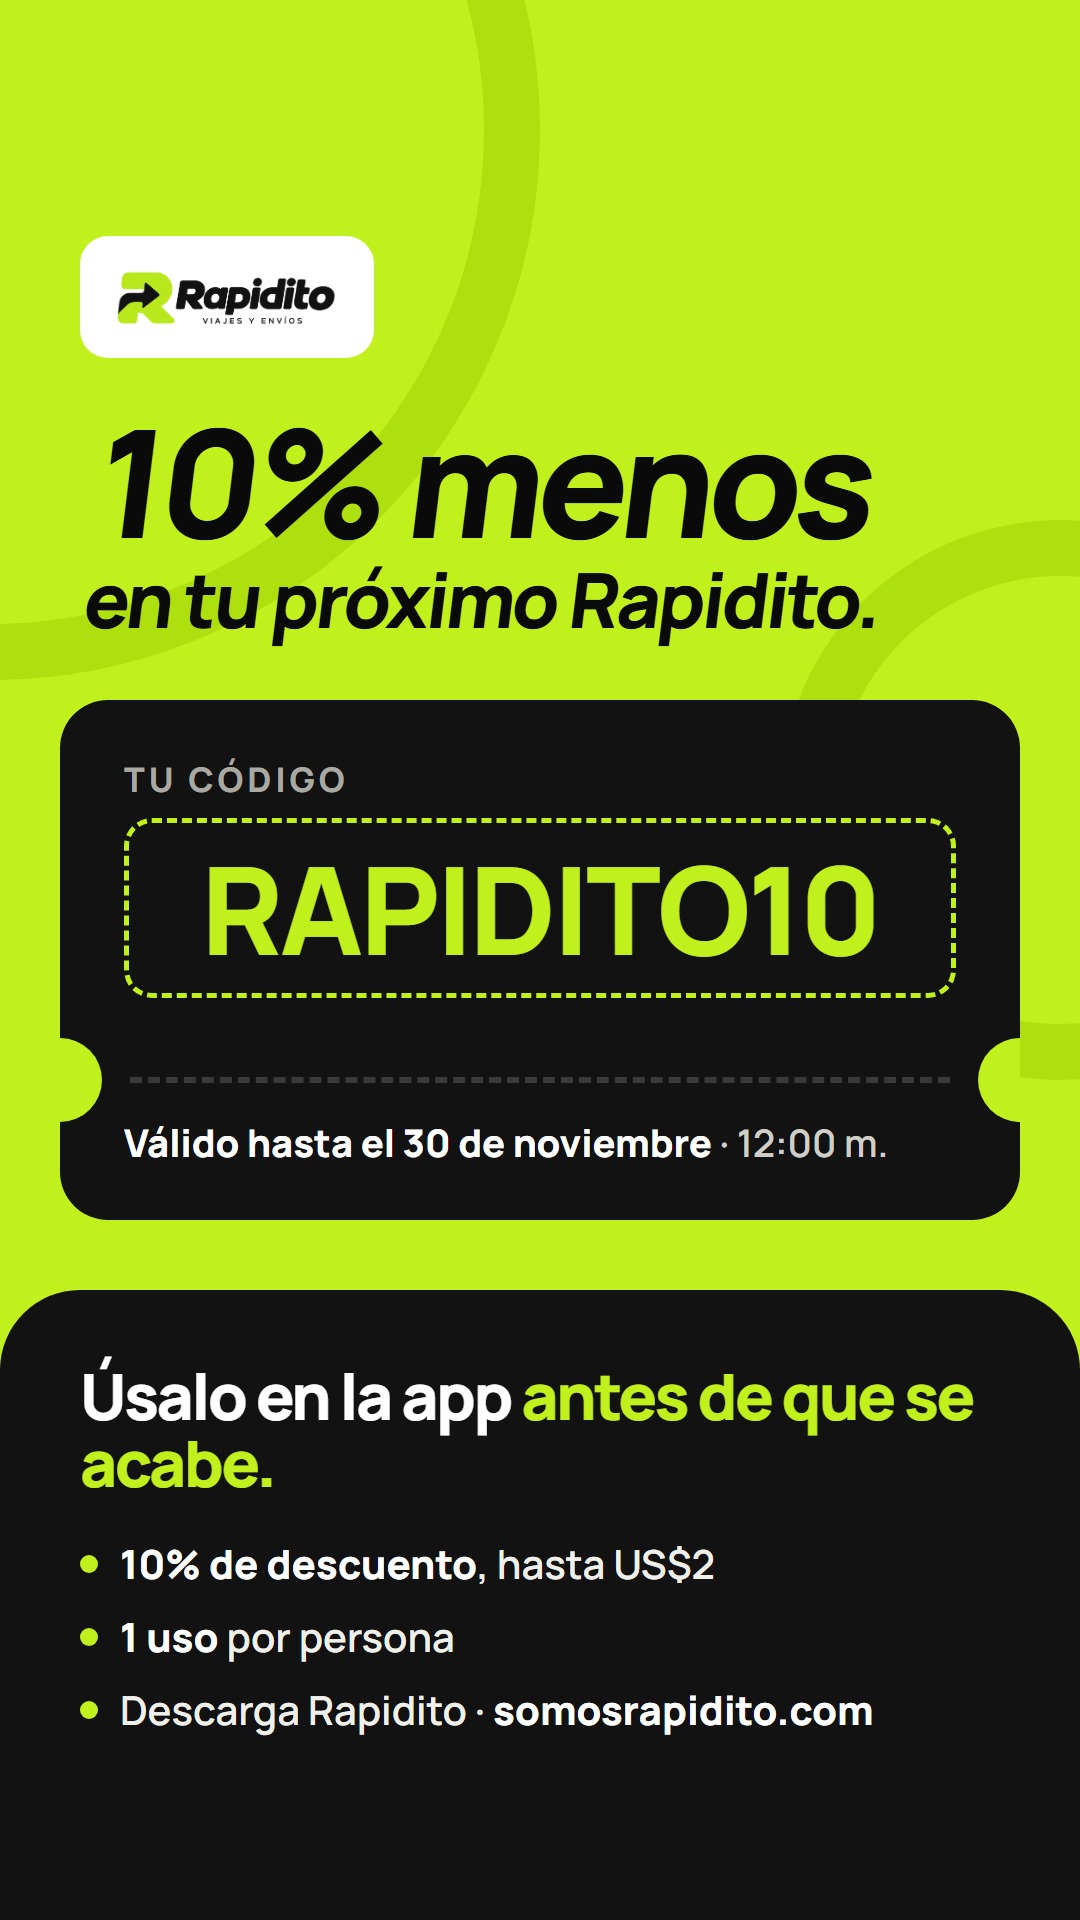 Rapidito
VIAJES Y ENVÍOS
10% menos
en tu próximo Rapidito.
TU CÓDIGO
RAPIDITO10
Válido hasta el 30 de noviembre · 12:00 m.
Úsalo en la app antes de que se
acabe.
10% de descuento, hasta US$2
1 uso por persona
Descarga Rapidito · somosrapidito.com